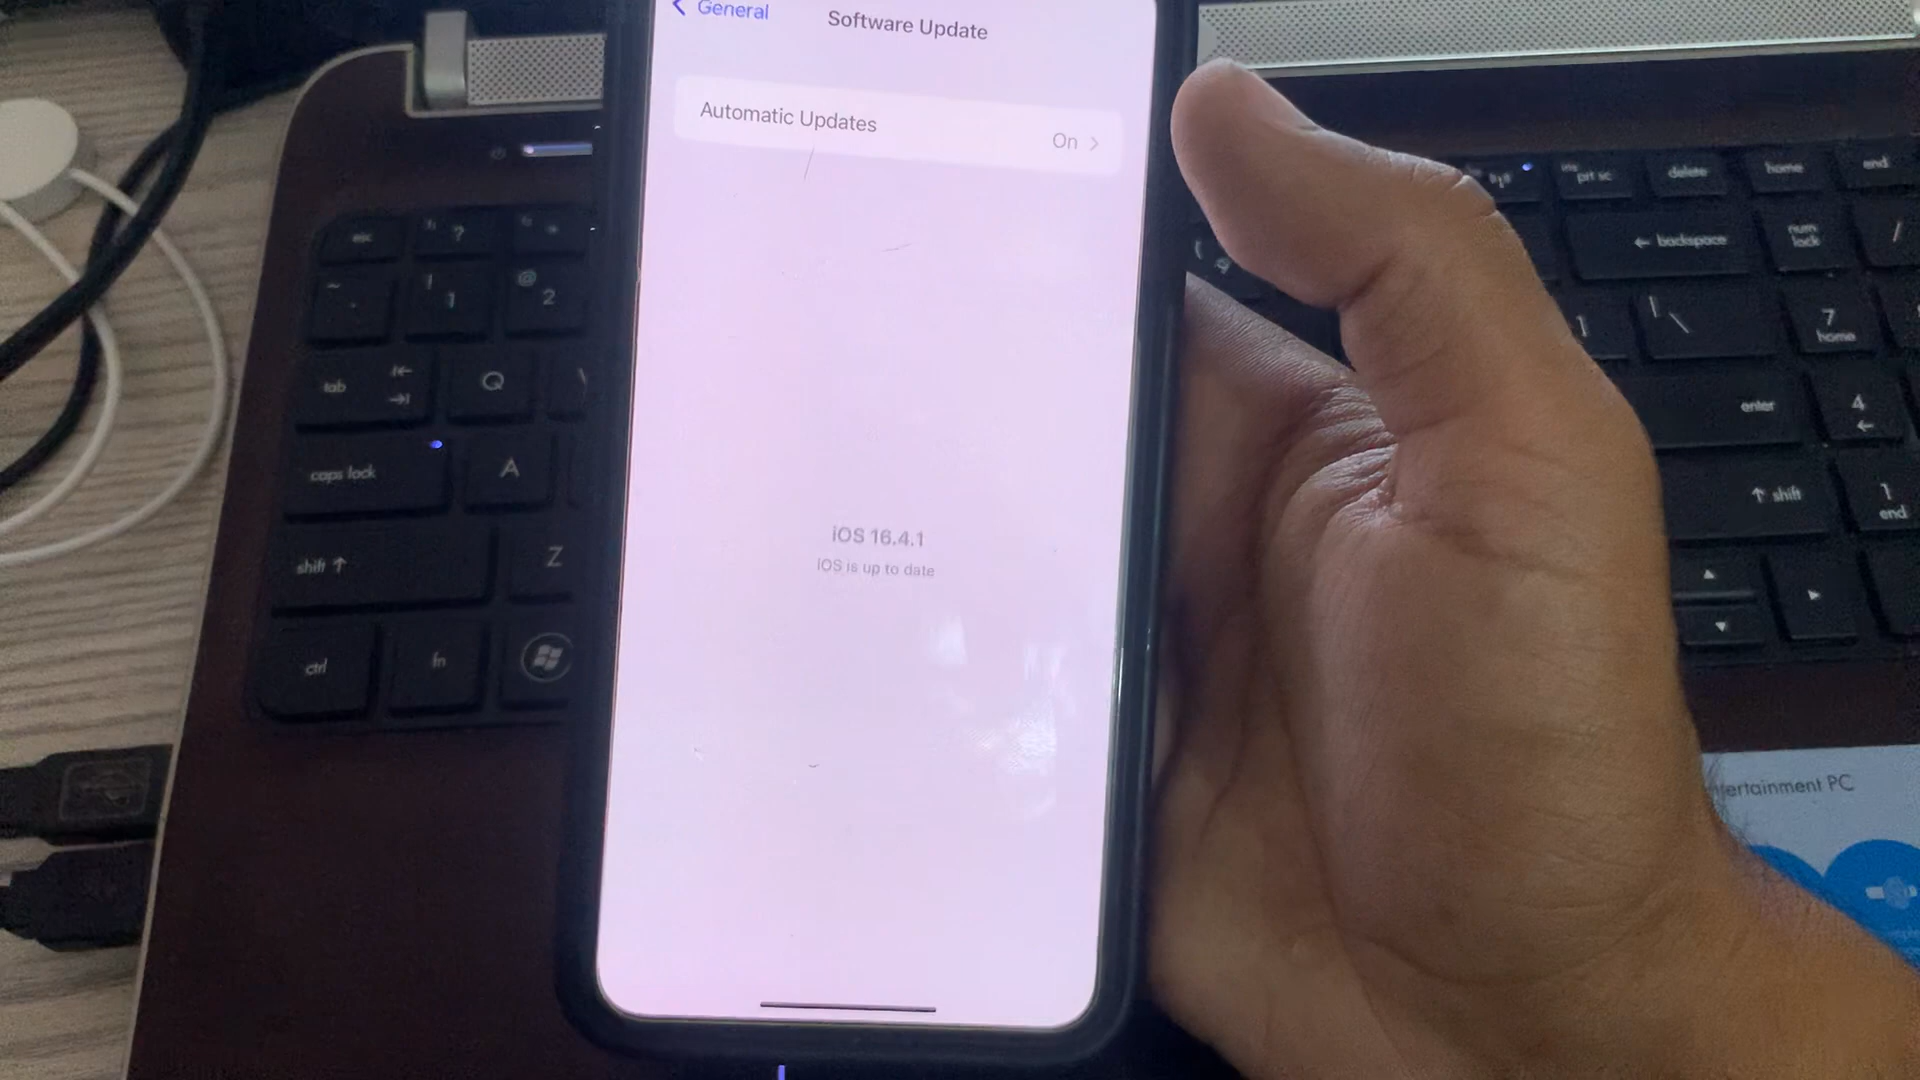 General
Software Update
Automatic Updates
On
iOS 16.4.1
iOS is up to date
esc
?
~
!
1
@
2
tab
Q
caps lock
A
shift
Z
ctrl
fn
prt sc
delete
home
end
backspace
num lock
/
\
7
home
enter
4
shift
1
end
ertainment PC